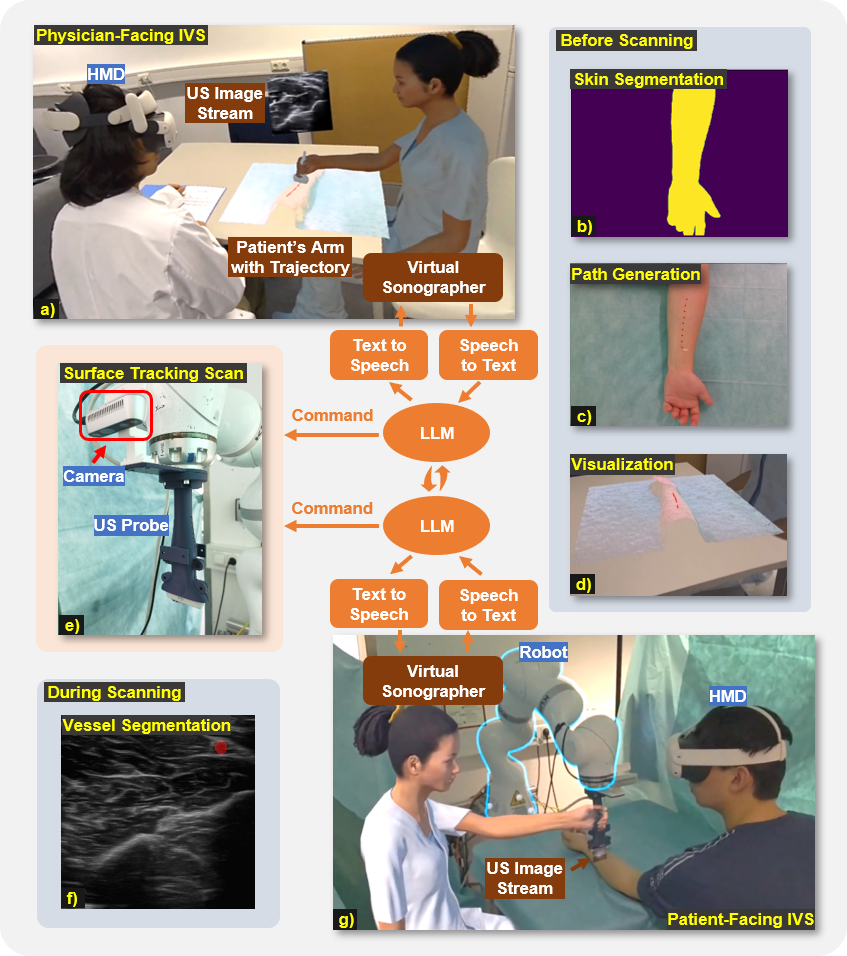 Physician-Facing IVS
HMD
US Image
Stream
Patient's Arm
with Trajectory
Virtual
Sonographer
a)
Before Scanning
Skin Segmentation
b)
Path Generation
c)
Visualization
d)
Text to
Speech
Speech
to Text
Surface Tracking Scan
Camera
US Probe
e)
Command
LLM
Command
LLM
Text to
Speech
Speech
to Text
During Scanning
Vessel Segmentation
f)
Virtual
Sonographer
Robot
HMD
US Image
Stream
g)
Patient-Facing IVS